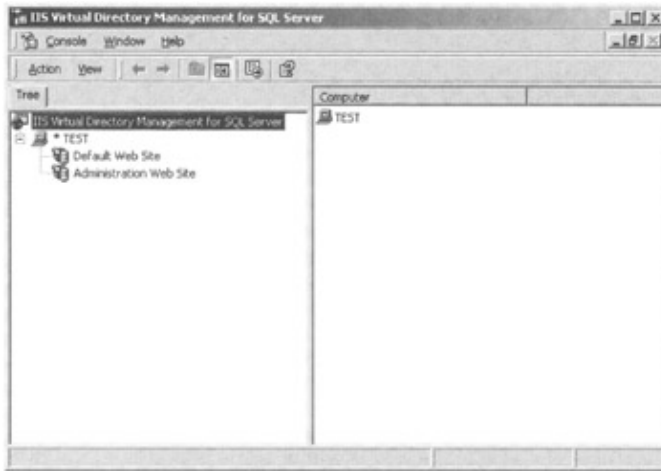 IIS Virtual Directory Management for SQL Server
Console Window Help
Action View
Tree
Computer
IIS Virtual Directory Management for SQL Server
TEST
* TEST
Default Web Site
Administration Web Site